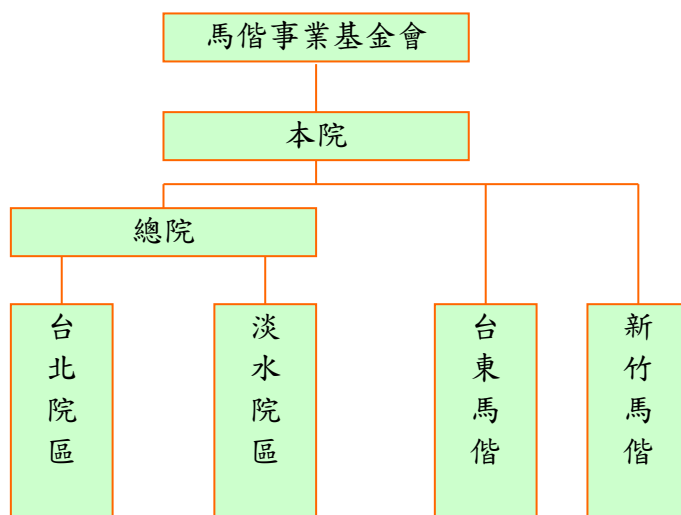 馬偕事業基金會
本院
總院
台北院區
淡水院區
台東馬偕
新竹馬偕